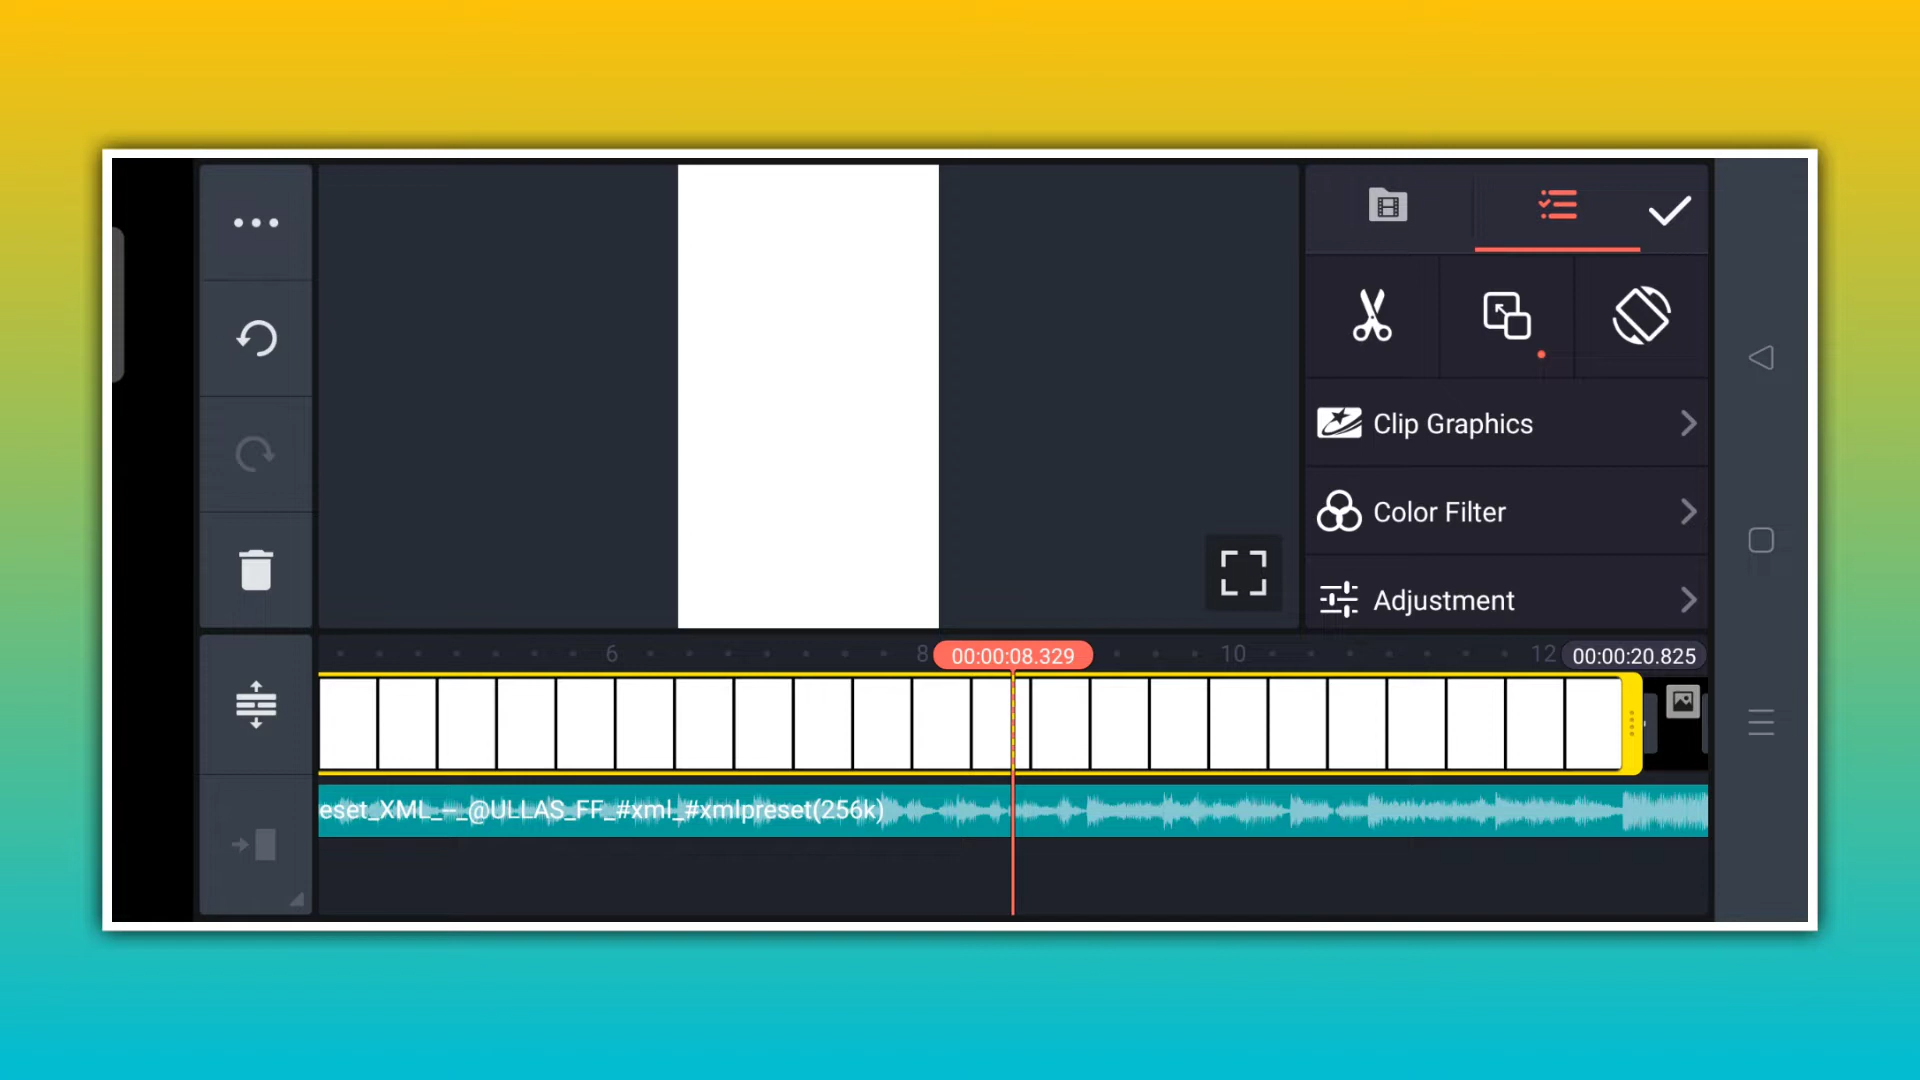 Clip Graphics
Color Filter
Adjustment
6
8
00:00:08.329
10
12
00:00:20.825
eset_XML_–_@ULLAS_FF_#xml_#xmlpreset(256k)